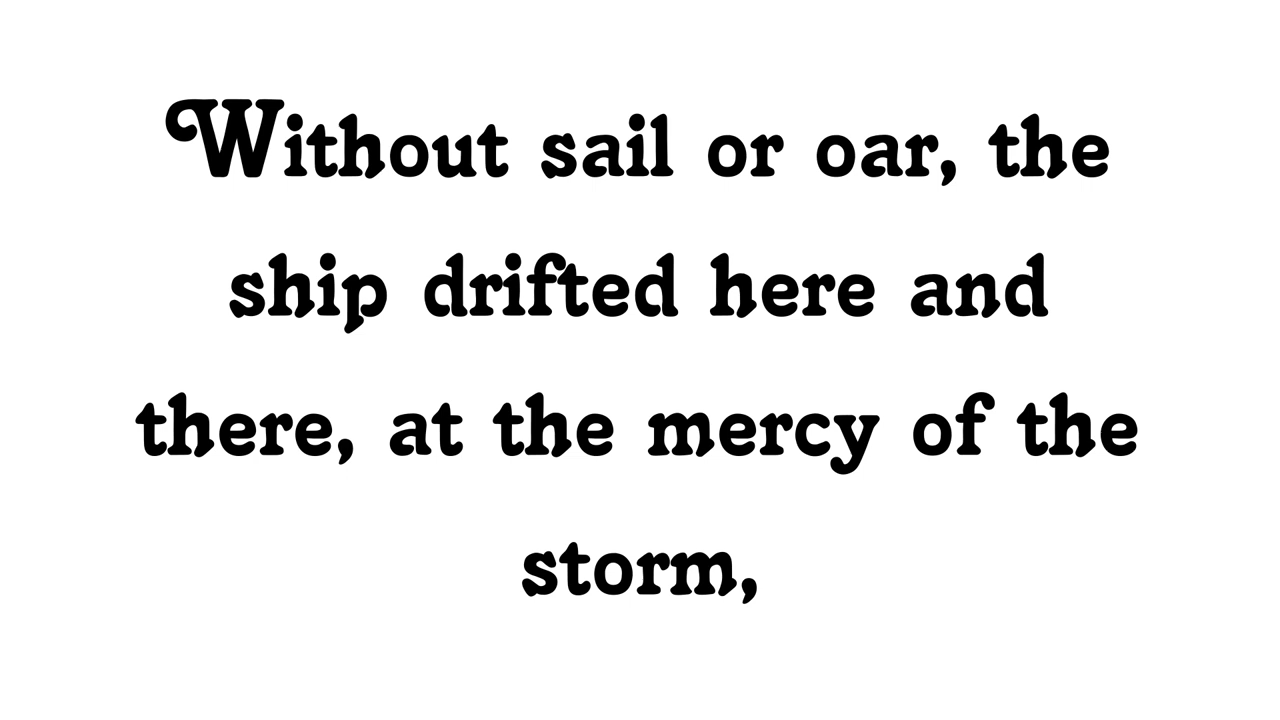 Without sail or oar, the
ship drifted here and
there, at the mercy of the
storm,